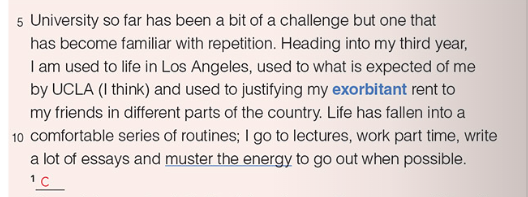 5 University so far has been a bit of a challenge but one that
has become familiar with repetition. Heading into my third year,
I am used to life in Los Angeles, used to what is expected of me
by UCLA (I think) and used to justifying my exorbitant rent to
my friends in different parts of the country. Life has fallen into a
10 comfortable series of routines; I go to lectures, work part time, write
a lot of essays and muster the energy to go out when possible.
1 C